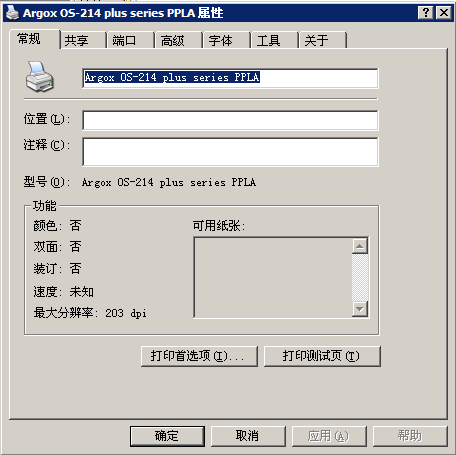 Argox OS-214 plus series PPLA 属性
常规 共享 端口 高级 字体 工具 关于
Argox OS-214 plus series PPLA
位置(L):
注释(C):
型号(O): Argox OS-214 plus series PPLA
功能
颜色: 否 可用纸张:
双面: 否
装订: 否
速度: 未知
最大分辨率: 203 dpi
打印首选项(I)... 打印测试页(T)
确定 取消 应用(A) 帮助